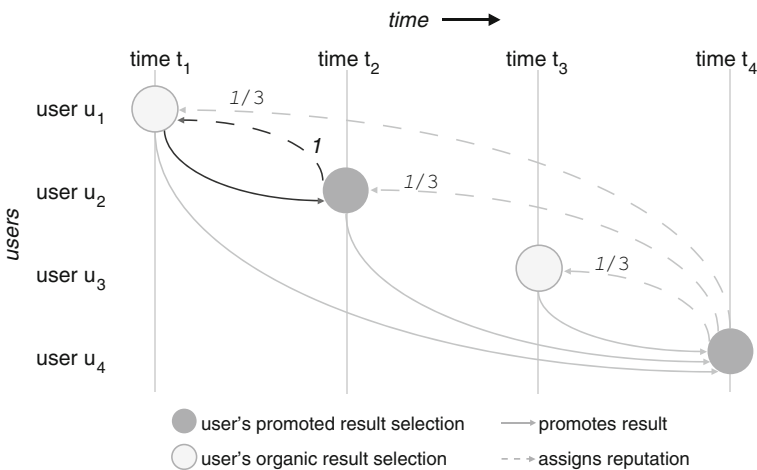 time
time t1 time t2 time t3 time t4
user u1
1/3
1
user u2
1/3
users
user u3
1/3
user u4
user's promoted result selection
promotes result
user's organic result selection
assigns reputation